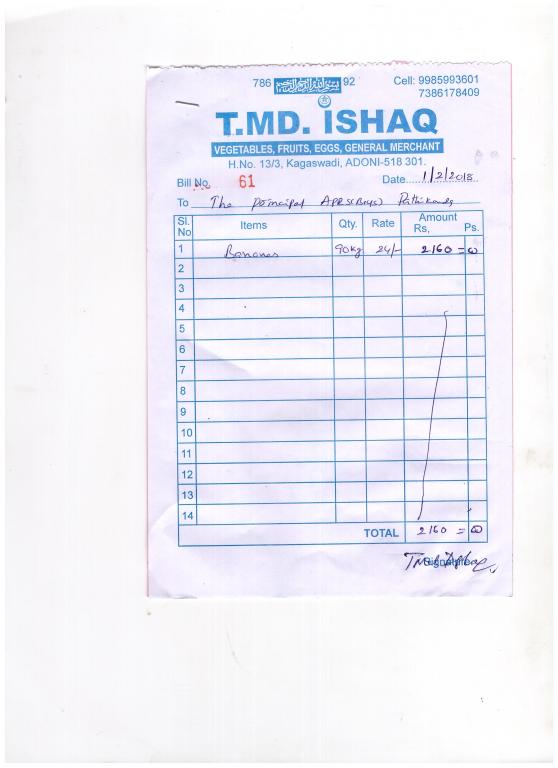 786 بسم الله الرحمن الرحيم 92 Cell: 9985993601
7386178409
T.MD. ISHAQ
VEGETABLES, FRUITS, EGGS, GENERAL MERCHANT
H.No. 13/3, Kagaswadi, ADONI-518 301.
Bill No. 61 Date 1/2/2018
To The Principal APRS(Boys)
Sl. No Items Qty. Rate Amount Rs, Ps.
1 Bananas 90kg 24/- 2160 = 00
2
3
4
5
6
7
8
9
10
11
12
13
14
TOTAL 2160 = 00
Signature